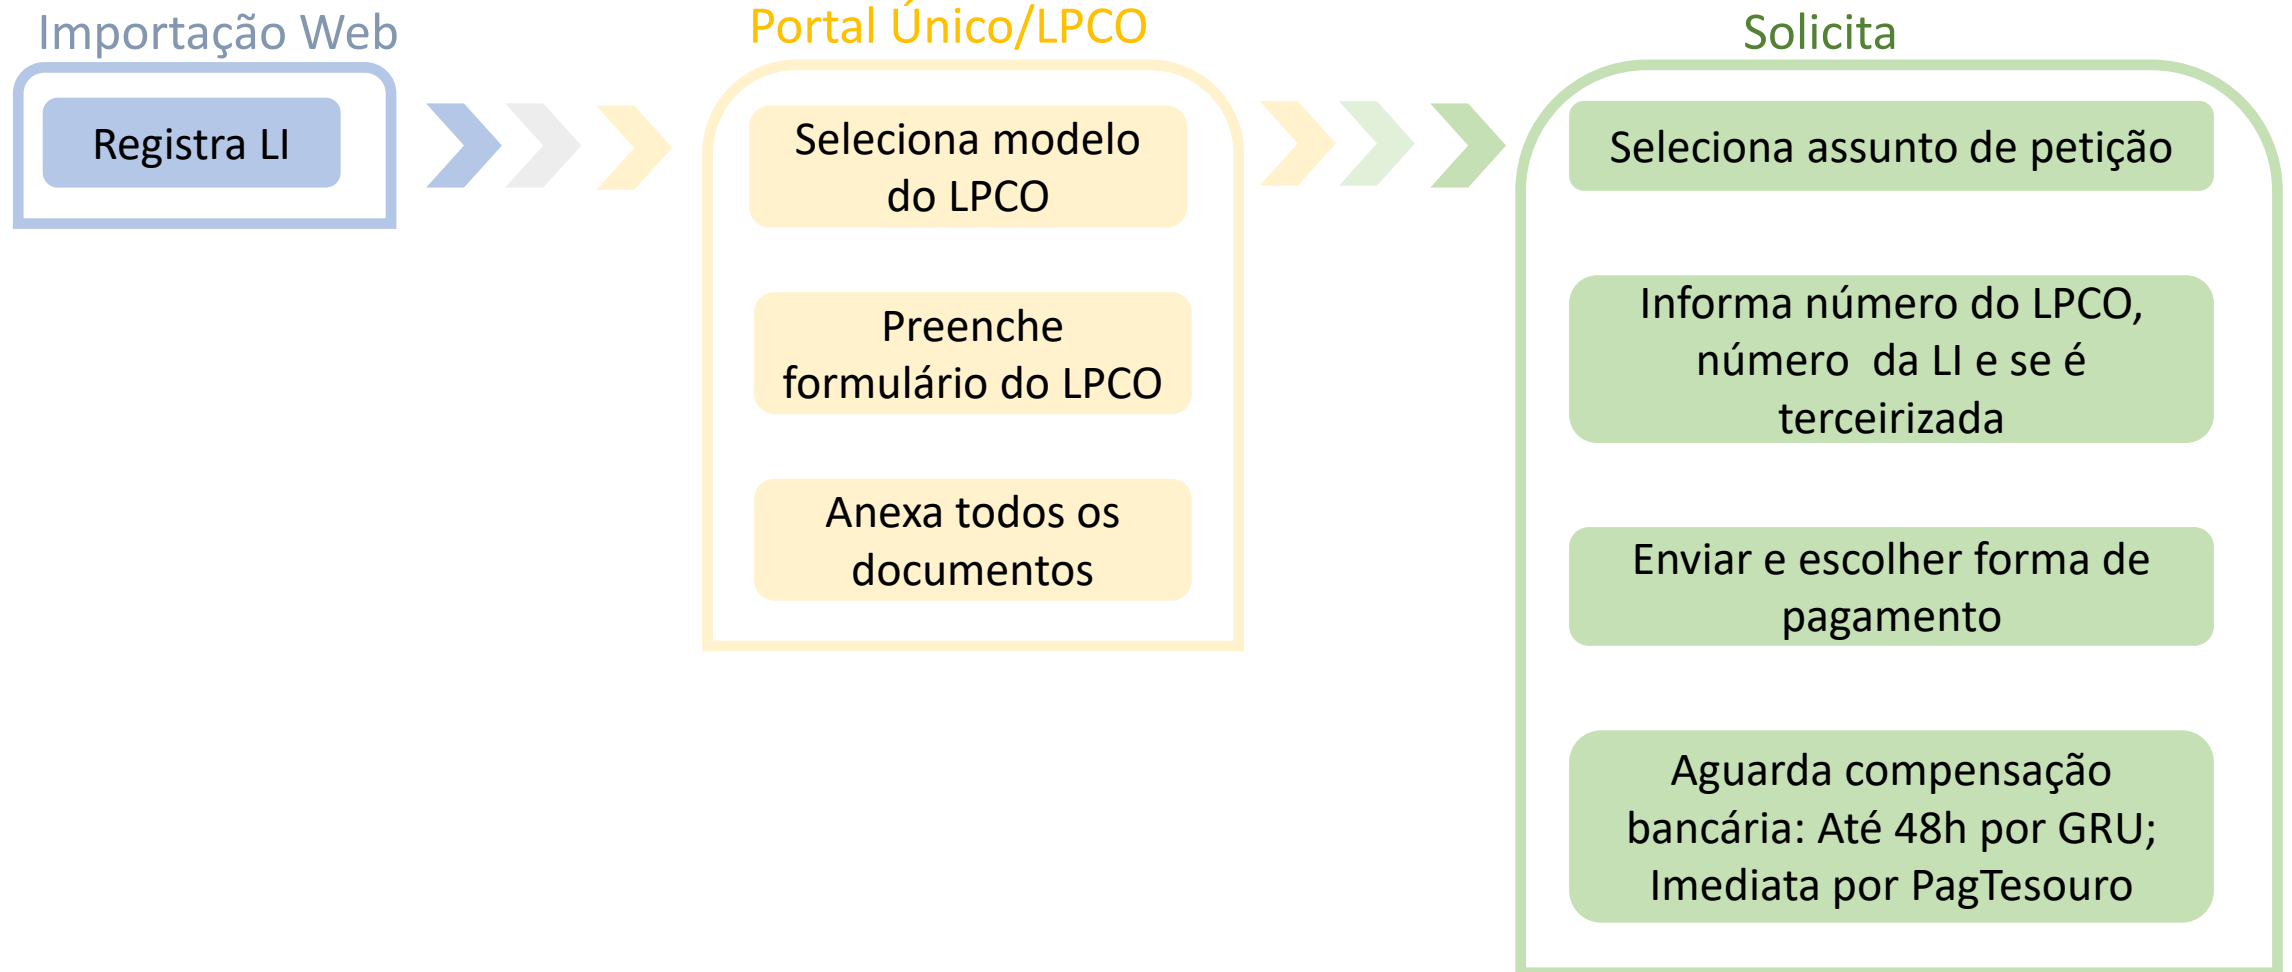 Importação Web
Registra LI
Portal Único/LPCO
Seleciona modelo
do LPCO
Preenche
formulário do LPCO
Anexa todos os
documentos
Solicita
Seleciona assunto de petição
Informa número do LPCO,
número  da LI e se é
terceirizada
Enviar e escolher forma de
pagamento
Aguarda compensação
bancária: Até 48h por GRU;
Imediata por PagTesouro